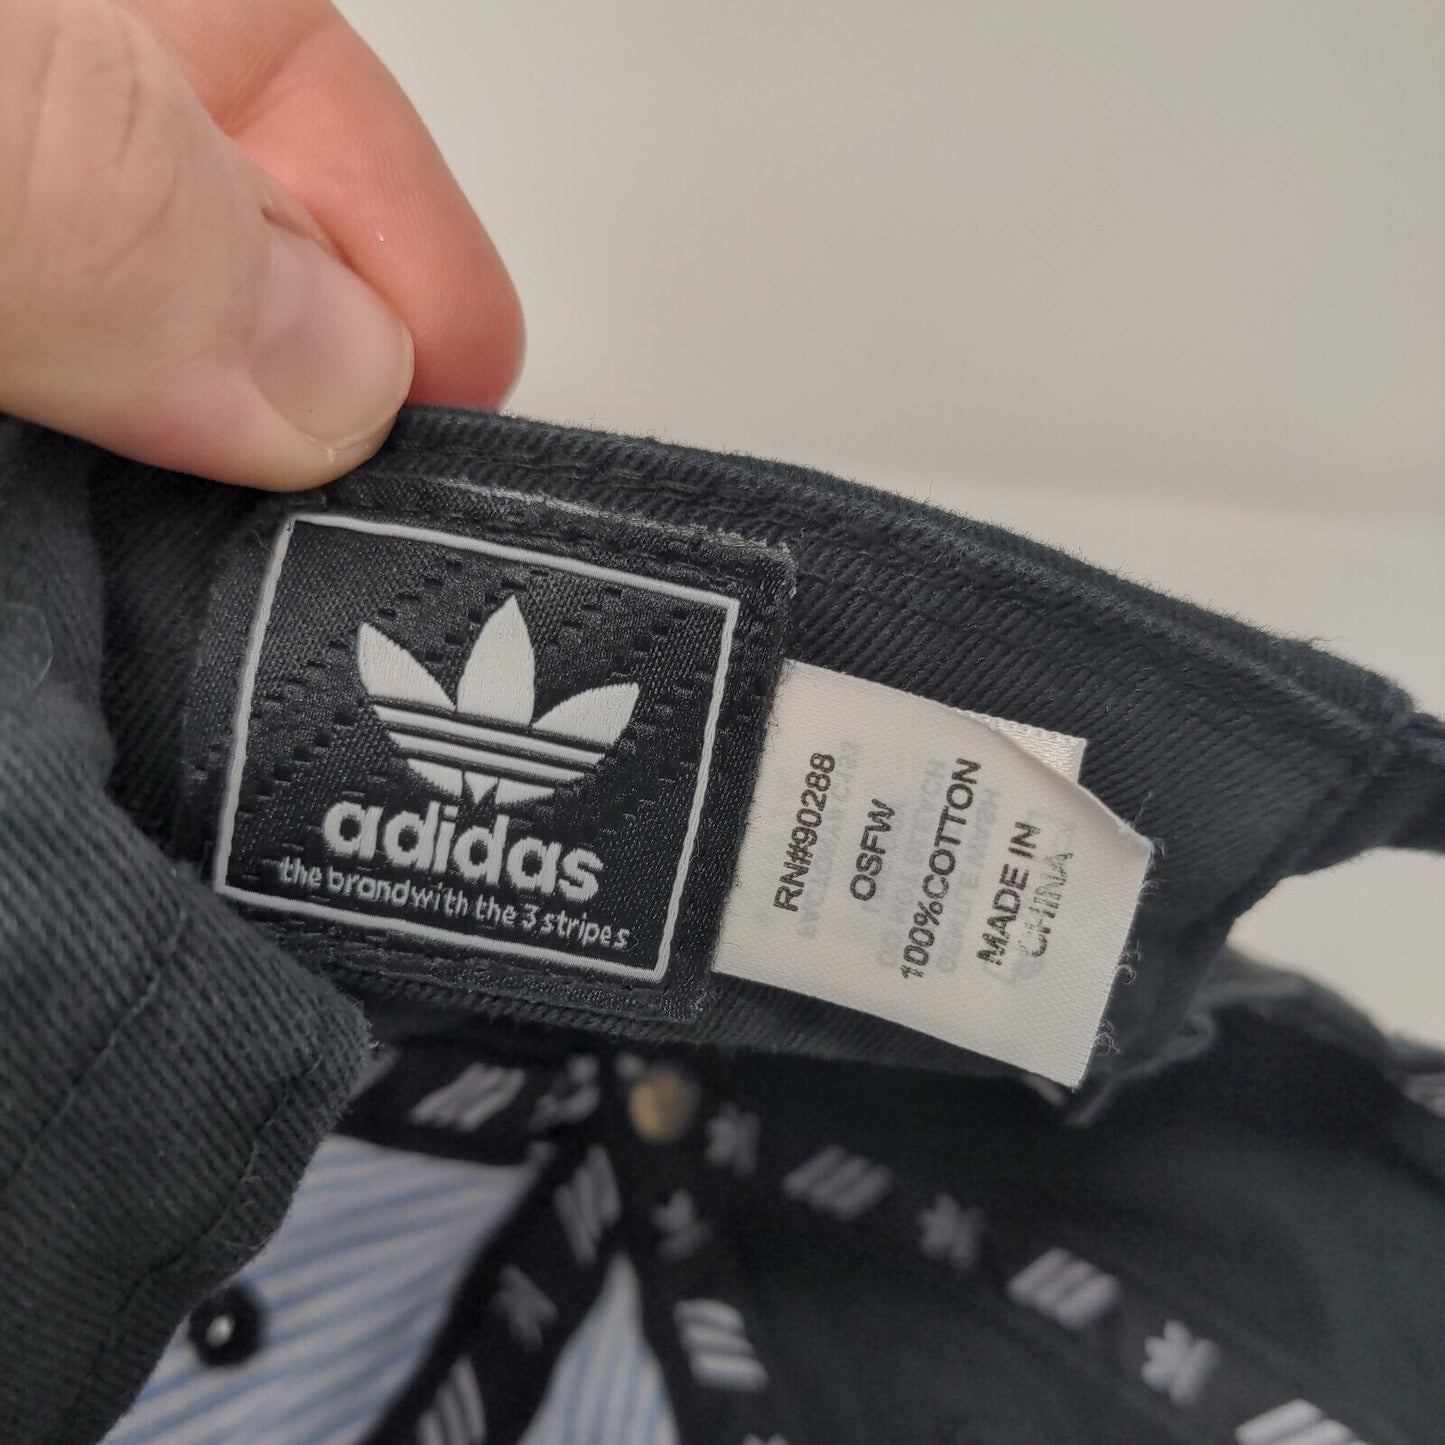 adidas
the brand with the 3 stripes
RN#90288
OSFW
100%COTTON
MADE IN
CHINA